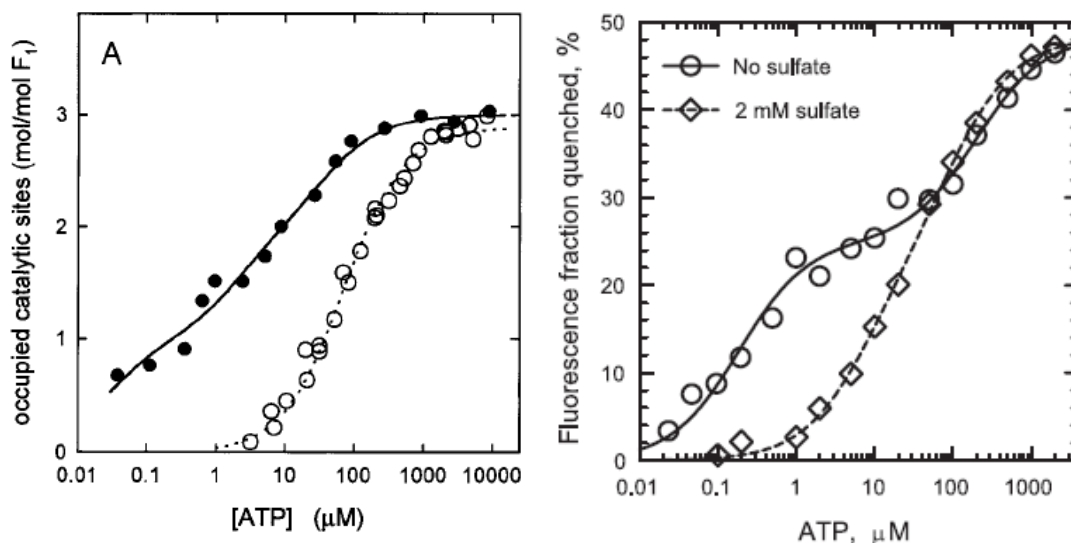 A
occupied catalytic sites (mol/mol F1)
3
2
1
0
0.01 0.1 1 10 100 1000 10000
[ATP] (μM)
Fluorescence fraction quenched, %
50
40
30
20
10
0
No sulfate
2 mM sulfate
0.01 0.1 1 10 100 1000
ATP, μM